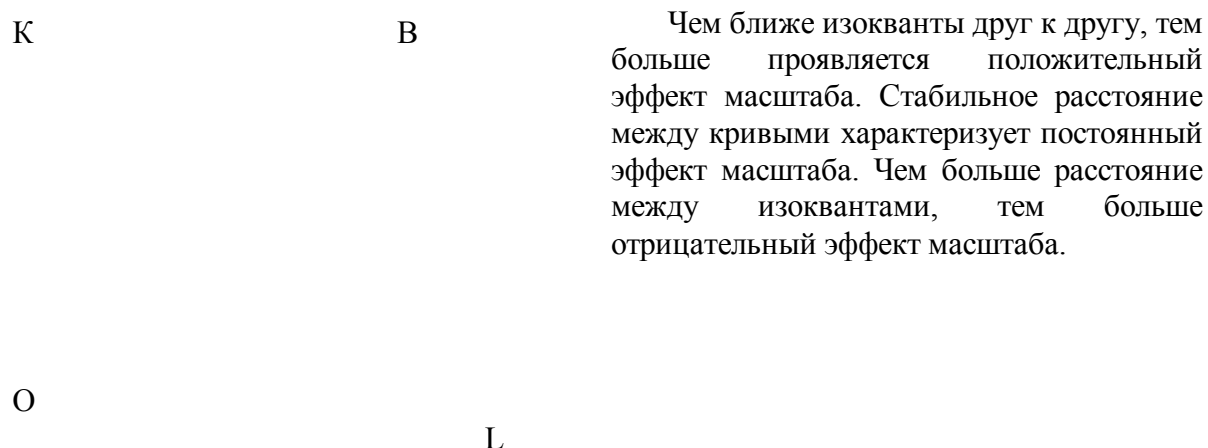 К
В
Чем ближе изокванты друг к другу, тем
больше проявляется положительный
эффект масштаба. Стабильное расстояние
между кривыми характеризует постоянный
эффект масштаба. Чем больше расстояние
между изоквантами, тем больше
отрицательный эффект масштаба.
О
L